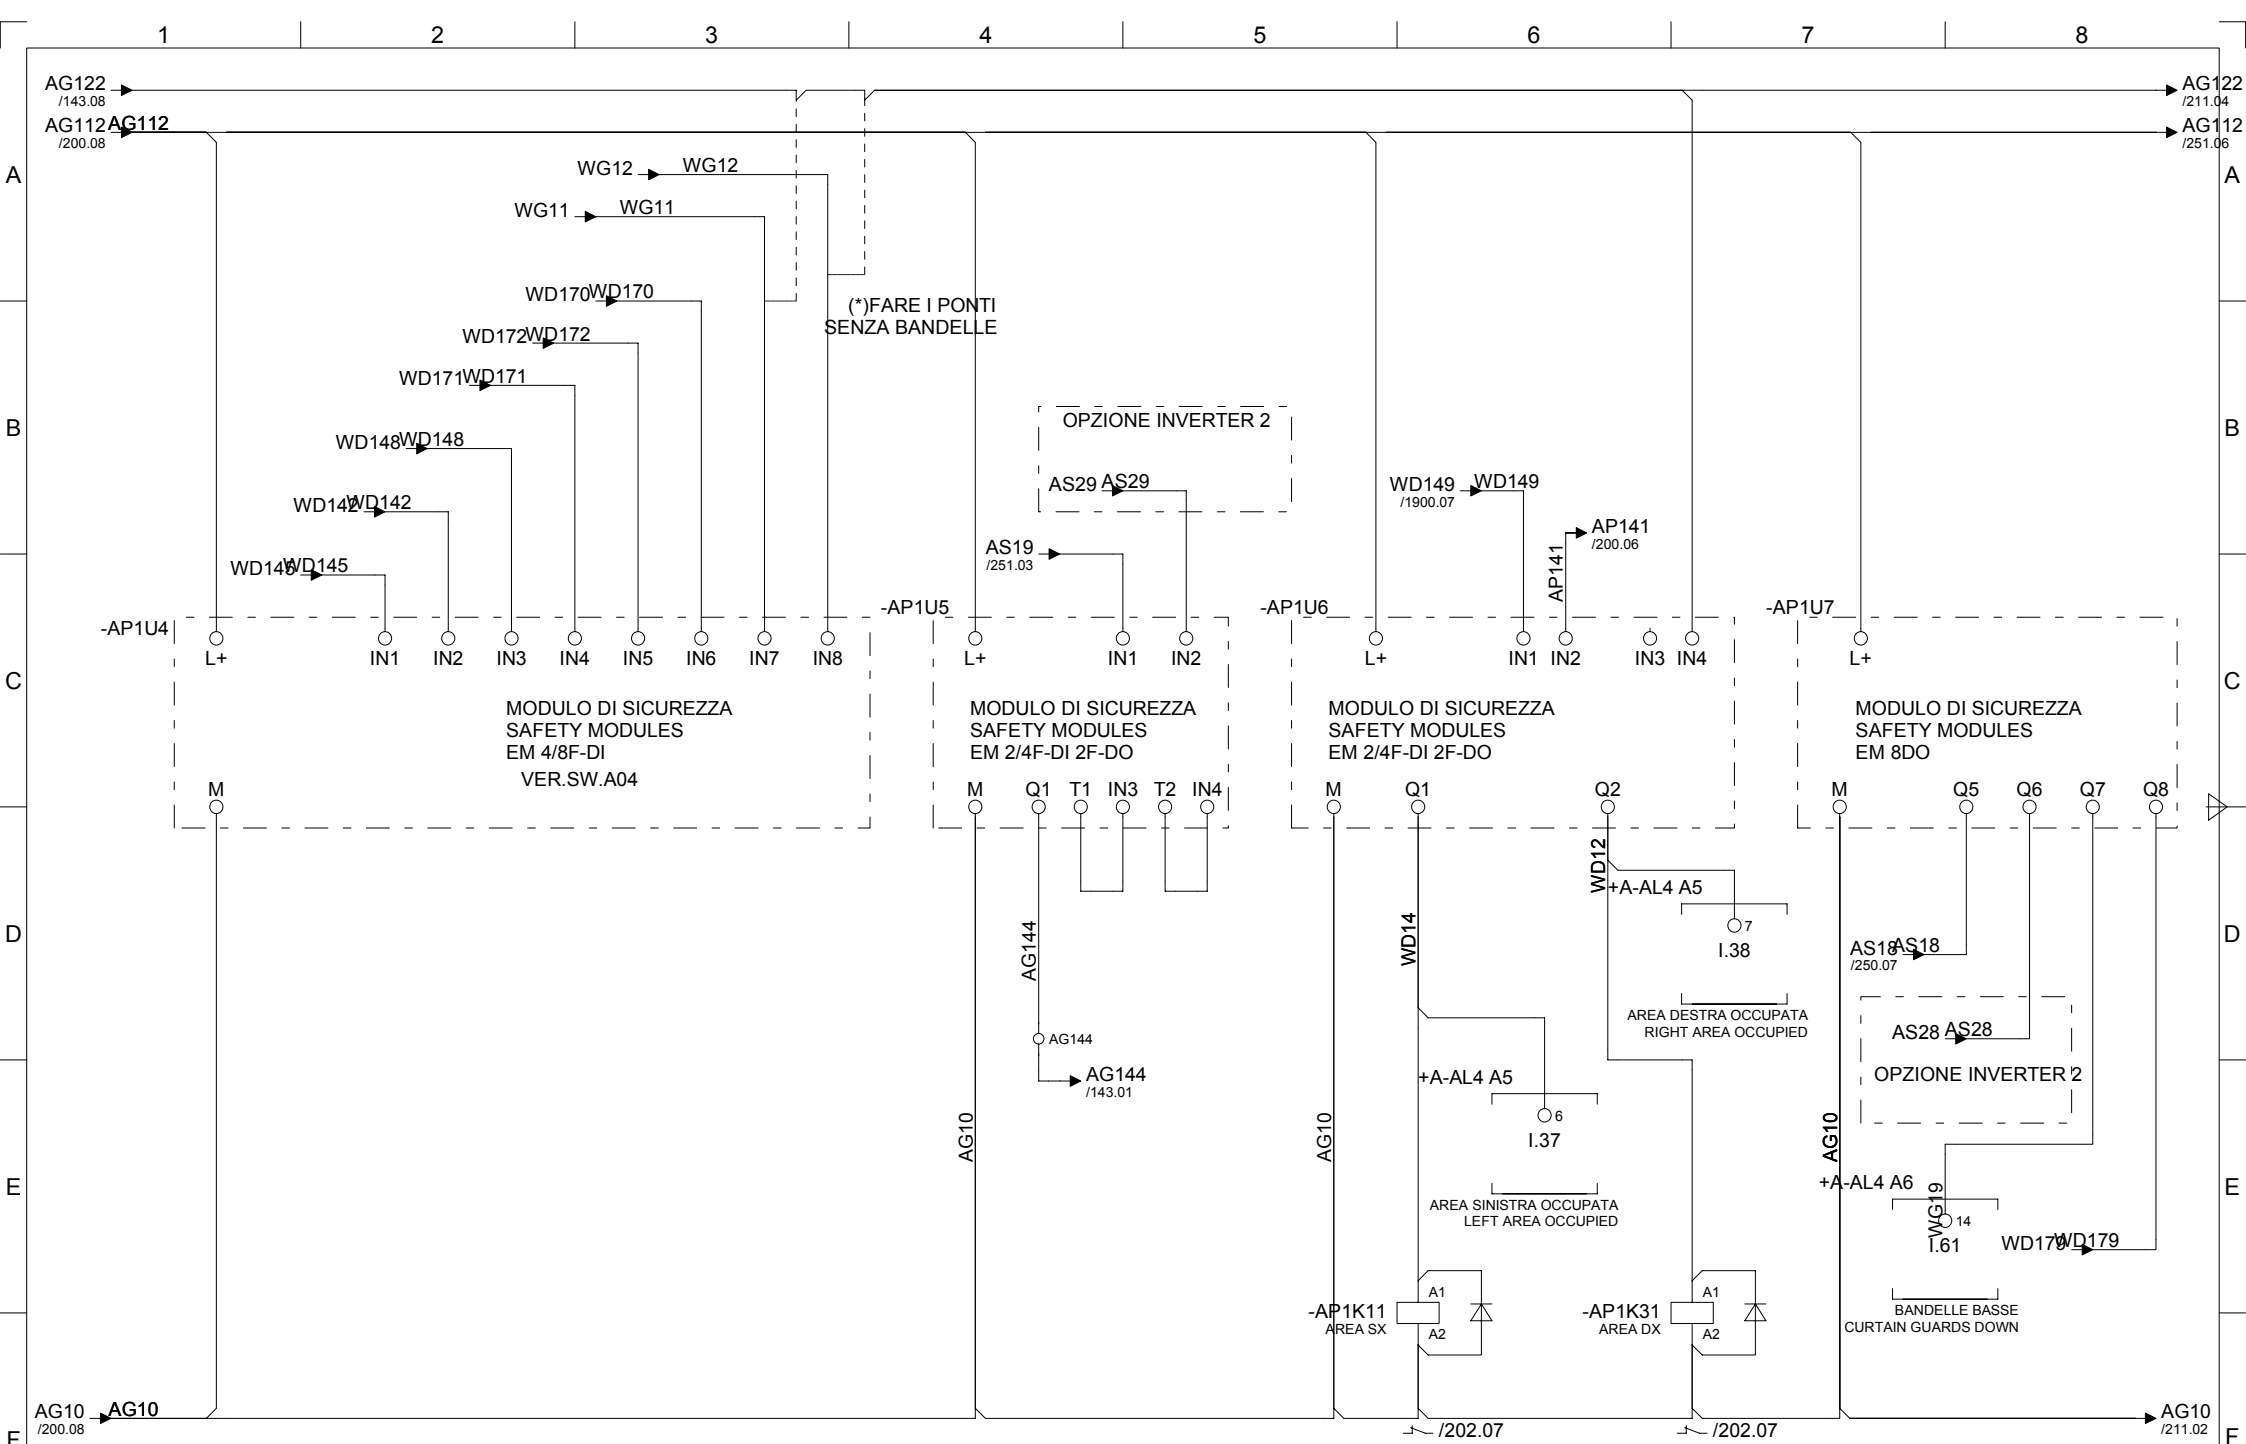 1 2 3 4 5 6 7 8
AG122
/143.08
AG122
/211.04
AG112 AG112
/200.08
AG112
/251.06
A
A
WG12 WG12
WG11 WG11
WD170 WD170
(*)FARE I PONTI
SENZA BANDELLE
WD172 WD172
WD171 WD171
B
B
OPZIONE INVERTER 2
WD148 WD148
AS29 AS29
WD149 WD149
/1900.07
WD142 WD142
AP141
/200.06
AP141
AS19
/251.03
WD145 WD145
-AP1U4
L+ IN1 IN2 IN3 IN4 IN5 IN6 IN7 IN8
MODULO DI SICUREZZA
SAFETY MODULES
EM 4/8F-DI
VER.SW.A04
M
-AP1U5
L+ IN1 IN2
MODULO DI SICUREZZA
SAFETY MODULES
EM 2/4F-DI 2F-DO
M Q1 T1 IN3 T2 IN4
-AP1U6
L+ IN1 IN2 IN3 IN4
MODULO DI SICUREZZA
SAFETY MODULES
EM 2/4F-DI 2F-DO
M Q1 Q2
-AP1U7
L+
MODULO DI SICUREZZA
SAFETY MODULES
EM 8DO
M Q5 Q6 Q7 Q8
C
C
WD12
+A-AL4 A5
7
I.38
AREA DESTRA OCCUPATA
RIGHT AREA OCCUPIED
D
D
AG144
WD14
AS18 AS18
/250.07
AG144
AG144
/143.01
AS28 AS28
OPZIONE INVERTER 2
+A-AL4 A5
6
I.37
AREA SINISTRA OCCUPATA
LEFT AREA OCCUPIED
AG10
AG10
AG10
E
E
+A-AL4 A6
WG19
14
I.61
BANDELLE BASSE
CURTAIN GUARDS DOWN
WD179 WD179
-AP1K11
AREA SX
A1
A2
-AP1K31
AREA DX
A1
A2
AG10 AG10
/200.08
AG10
/211.02
/202.07
/202.07
F
F